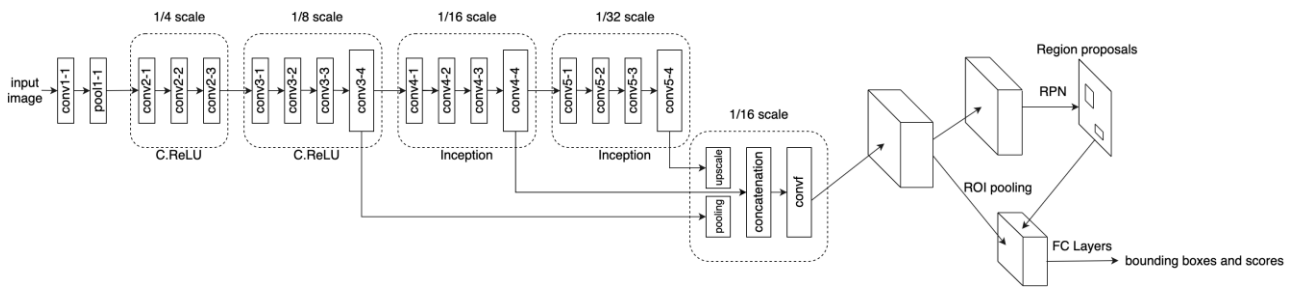 1/4 scale
1/8 scale
1/16 scale
1/32 scale
input
image
conv1-1
pool1-1
conv2-1
conv2-2
conv2-3
conv3-1
conv3-2
conv3-3
conv3-4
conv4-1
conv4-2
conv4-3
conv4-4
conv5-1
conv5-2
conv5-3
conv5-4
C.ReLU
C.ReLU
Inception
Inception
1/16 scale
upscale
pooling
concatenation
convf
Region proposals
RPN
ROI pooling
FC Layers
bounding boxes and scores